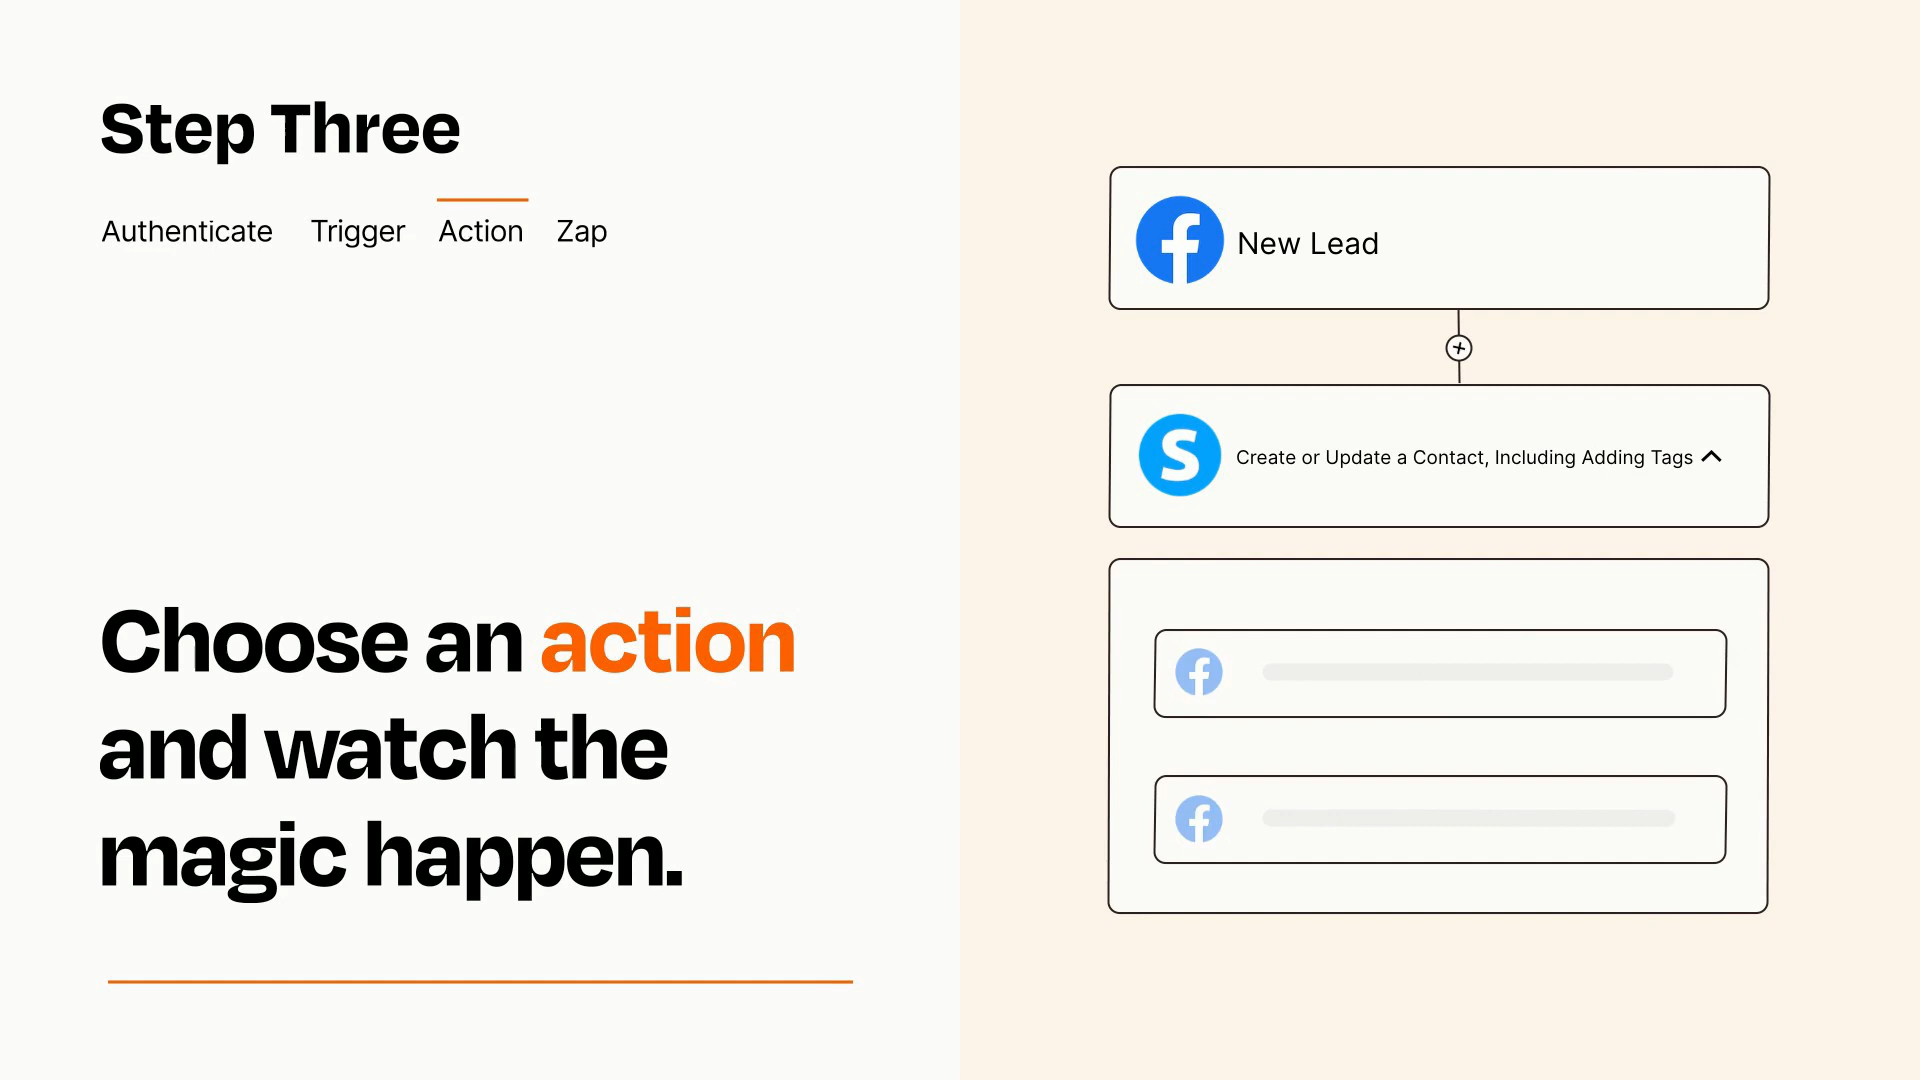 Step Three
Authenticate Trigger Action Zap
Choose an action
and watch the
magic happen.
New Lead
Create or Update a Contact, Including Adding Tags